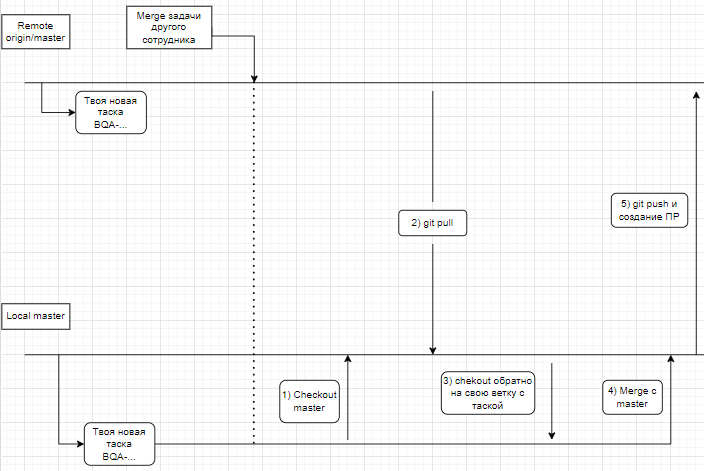 Remote
origin/master
Merge задачи
другого
сотрудника
Твоя новая
таска
BQA-...
2) git pull
5) git push и
создание ПР
Local master
1) Checkout
master
3) chekout обратно
на свою ветку с
таской
4) Merge с
master
Твоя новая
таска
BQA-...